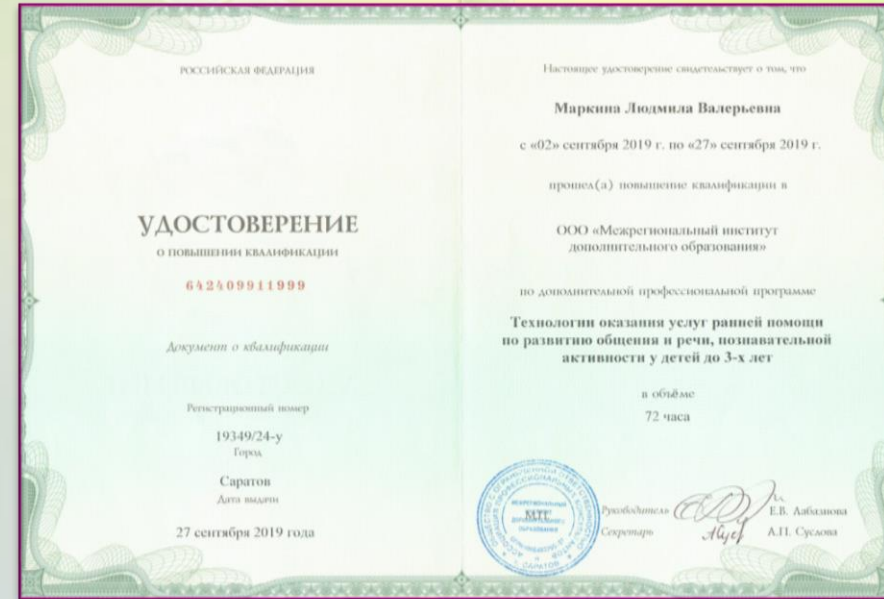 РОССИЙСКАЯ ФЕДЕРАЦИЯ
УДОСТОВЕРЕНИЕ
О ПОВЫШЕНИИ КВАЛИФИКАЦИИ
642409911999
Документ о квалификации
Регистрационный номер
19349/24-у
Город
Саратов
Дата выдачи
27 сентября 2019 года
Настоящее удостоверение свидетельствует о том, что
Маркина Людмила Валерьевна
с «02» сентября 2019 г. по «27» сентября 2019 г.
прошел(а) повышение квалификации в
ООО «Межрегиональный институт
дополнительного образования»
по дополнительной профессиональной программе
Технологии оказания услуг ранней помощи
по развитию общения и речи, познавательной
активности у детей до 3-х лет
в объёме
72 часа
Руководитель
Е.В. Лабазнова
Секретарь
А.П. Суслова